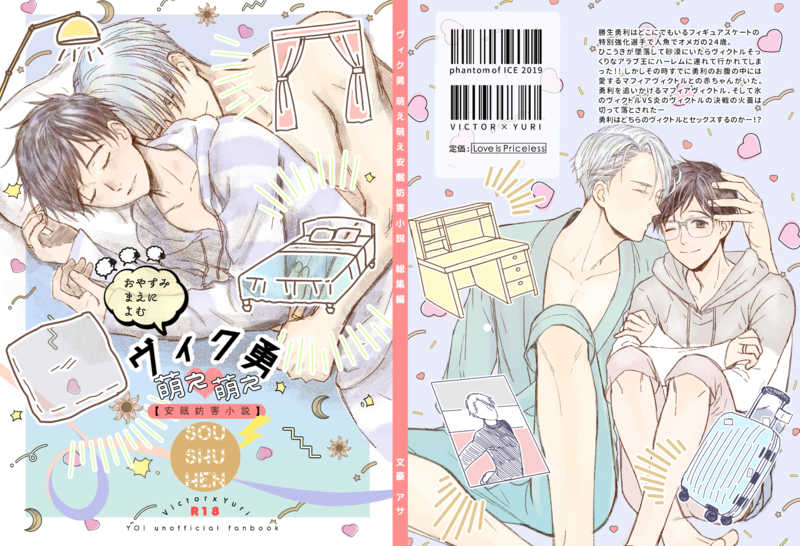 おやずみ
まえに
よむ
ヴィク勇
萌え萌え
【安眠妨害小説】
SOU
SHU
HEN
VictorxYuri
R18
YOI unofficial fanbook
ヴィク勇 萌え萌え安眠妨害小説 総集編
文豪 アサ
phantom of ICE 2019
VICTOR×YURI
定価:Love is Priceless
勝生勇利はどこにでもいるフィギュアスケートの
特別強化選手で人魚でオメガの24歳。
ひこうきが墜落して砂漠にいたらヴィクトルそっ
くりなアラブ王にハーレムに連れて行かれてしま
った!!しかしその時すでに勇利のお腹の中には
愛するマフィアヴィクトルとの赤ちゃんがいた。
勇利を追いかけるマフィアヴィクトル、そして氷
のヴィクトルVS炎のヴィクトルの決戦の火蓋は
切って落とされたー
勇利はどちらのヴィクトルとセックスするのかー!?